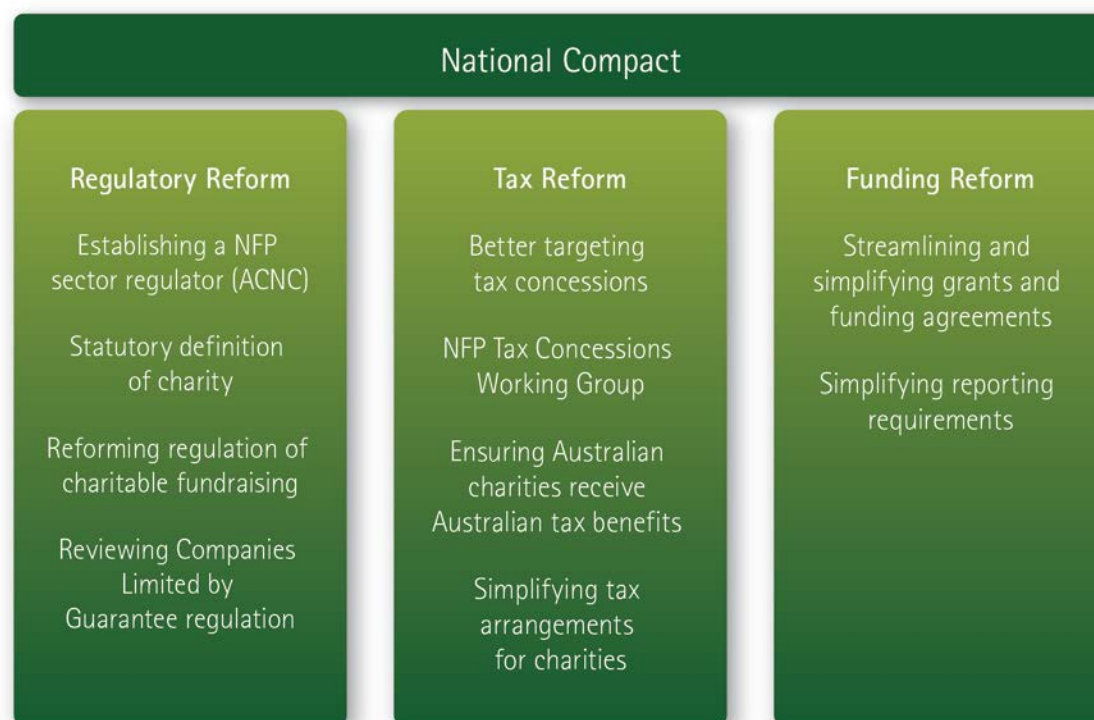 National Compact
Regulatory Reform
Establishing a NFP
sector regulator (ACNC)
Statutory definition
of charity
Reforming regulation of
charitable fundraising
Reviewing Companies
Limited by
Guarantee regulation
Tax Reform
Better targeting
tax concessions
NFP Tax Concessions
Working Group
Ensuring Australian
charities receive
Australian tax benefits
Simplifying tax
arrangements
for charities
Funding Reform
Streamlining and
simplifying grants and
funding agreements
Simplifying reporting
requirements